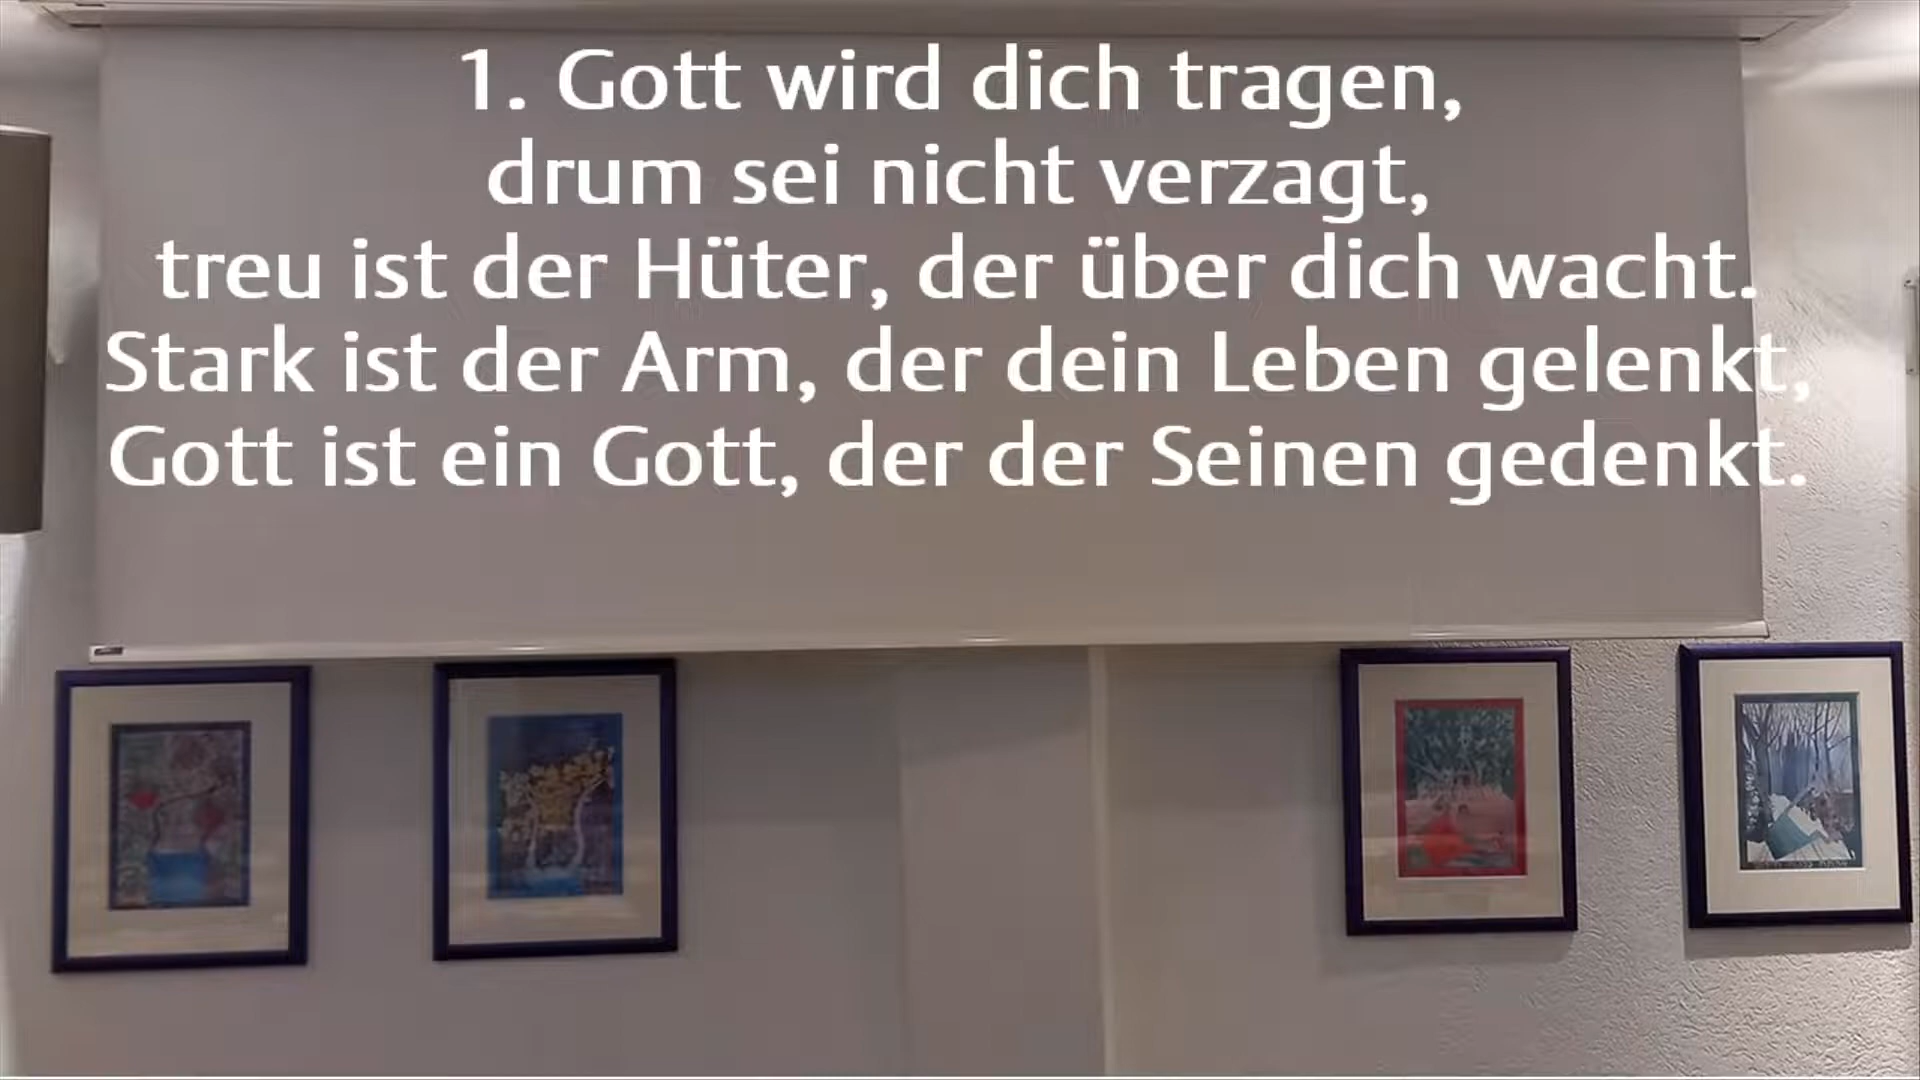 1. Gott wird dich tragen,
drum sei nicht verzagt,
treu ist der Hüter, der über dich wacht.
Stark ist der Arm, der dein Leben gelenkt,
Gott ist ein Gott, der der Seinen gedenkt.